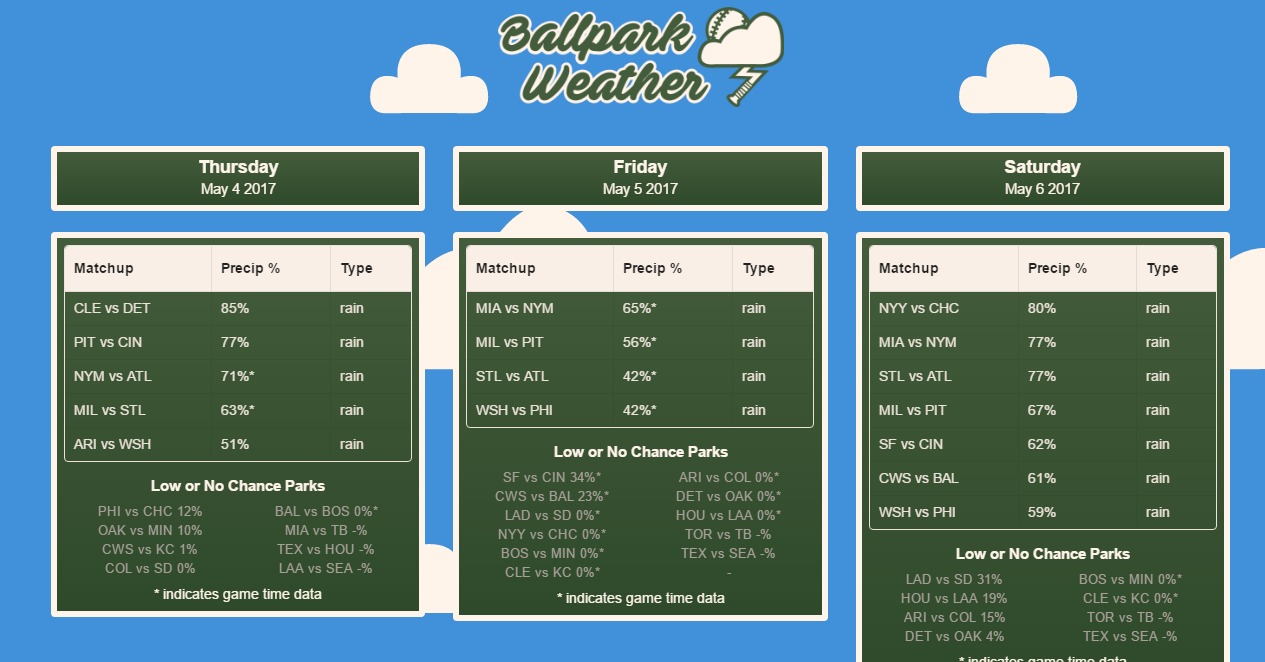 Ballpark
Weather
Thursday
May 4 2017
Matchup Precip % Type
CLE vs DET 85% rain
PIT vs CIN 77% rain
NYM vs ATL 71%* rain
MIL vs STL 63%* rain
ARI vs WSH 51% rain
Low or No Chance Parks
PHI vs CHC 12% BAL vs BOS 0%*
OAK vs MIN 10% MIA vs TB -%
CWS vs KC 1% TEX vs HOU -%
COL vs SD 0% LAA vs SEA -%
* indicates game time data
Friday
May 5 2017
Matchup Precip % Type
MIA vs NYM 65%* rain
MIL vs PIT 56%* rain
STL vs ATL 42%* rain
WSH vs PHI 42%* rain
Low or No Chance Parks
SF vs CIN 34%* ARI vs COL 0%*
CWS vs BAL 23%* DET vs OAK 0%*
LAD vs SD 0%* HOU vs LAA 0%*
NYY vs CHC 0%* TOR vs TB -%
BOS vs MIN 0%* TEX vs SEA -%
CLE vs KC 0%* -
* indicates game time data
Saturday
May 6 2017
Matchup Precip % Type
NYY vs CHC 80% rain
MIA vs NYM 77% rain
STL vs ATL 77% rain
MIL vs PIT 67% rain
SF vs CIN 62% rain
CWS vs BAL 61% rain
WSH vs PHI 59% rain
Low or No Chance Parks
LAD vs SD 31% BOS vs MIN 0%*
HOU vs LAA 19% CLE vs KC 0%*
ARI vs COL 15% TOR vs TB -%
DET vs OAK 4% TEX vs SEA -%
* indicates game time data